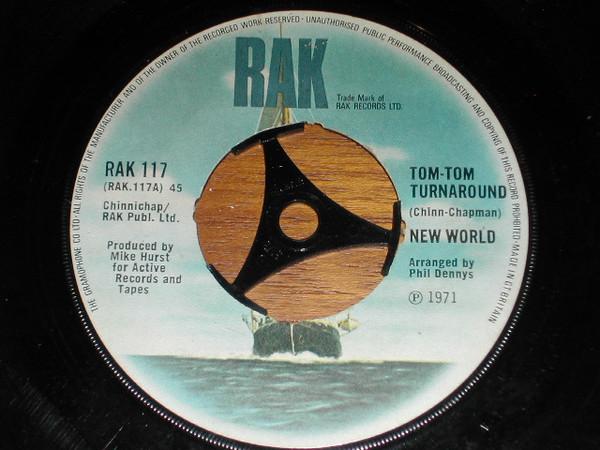 THE GRAMOPHONE CO LTD·ALL RIGHTS OF THE MANUFACTURER AND OF THE OWNER OF THE RECORDED WORK RESERVED·UNAUTHORISED PUBLIC PERFORMANCE BROADCASTING AND COPYING OF THIS RECORD PROHIBITED·MADE IN GT. BRITAIN
RAK
Trade Mark of
RAK RECORDS LTD.
RAK 117
(RAK.117A) 45
Chinnichap/
RAK Publ. Ltd.
Produced by
Mike Hurst
for Active
Records and
Tapes
TOM-TOM
TURNAROUND
(Chinn-Chapman)
NEW WORLD
Arranged by
Phil Dennys
Ⓟ 1971